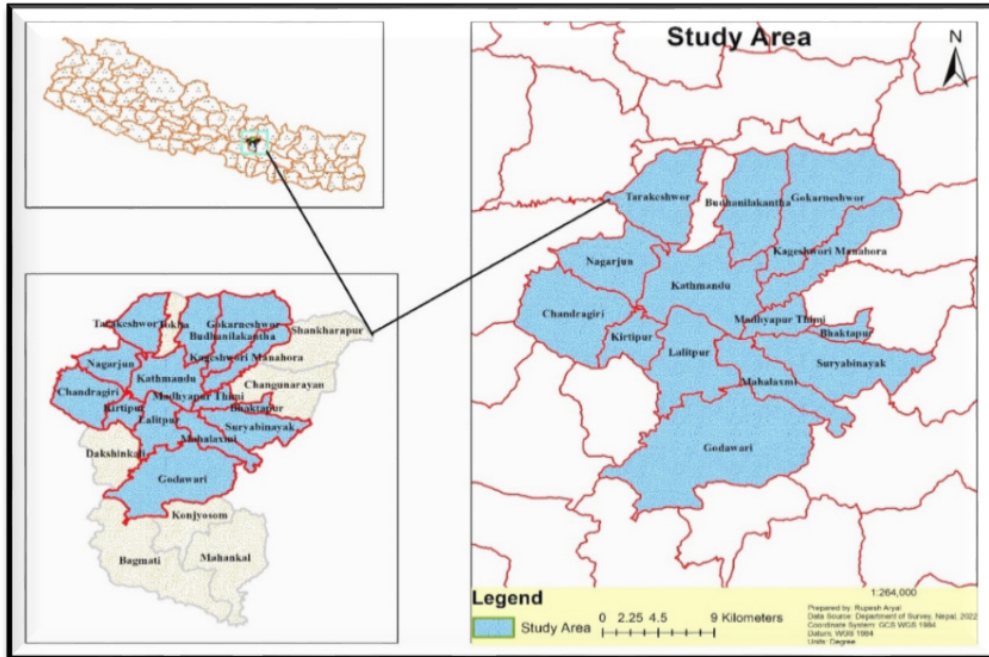 Study Area
N
Tarakeshwor
Budhanilakantha
Gokarneshwor
Kageshwori Manahora
Nagarjun
Kathmandu
Chandragiri
Madhyapur Thimi
Bhaktapur
Kirtipur
Lalitpur
Suryabinayak
Mahalaxmi
Godawari
Tarakeshwor
Tokha
Gokarneshwor
Budhanilakantha
Shankharapur
Nagarjun
Kageshwori Manahora
Kathmandu
Changunarayan
Chandragiri
Madhyapur Thimi
Kirtipur
Bhaktapur
Lalitpur
Suryabinayak
Mahalaxmi
Dakshinkali
Godawari
Konjyosom
Bagmati
Mahankal
Legend
Study Area
0 2.25 4.5 9 Kilometers
1:264,000
Prepared by: Rupesh Aryal
Data Source: Department of Survey, Nepal, 2022
Coordinate System: GCS WGS 1984
Datum: WGS 1984
Units: Degree